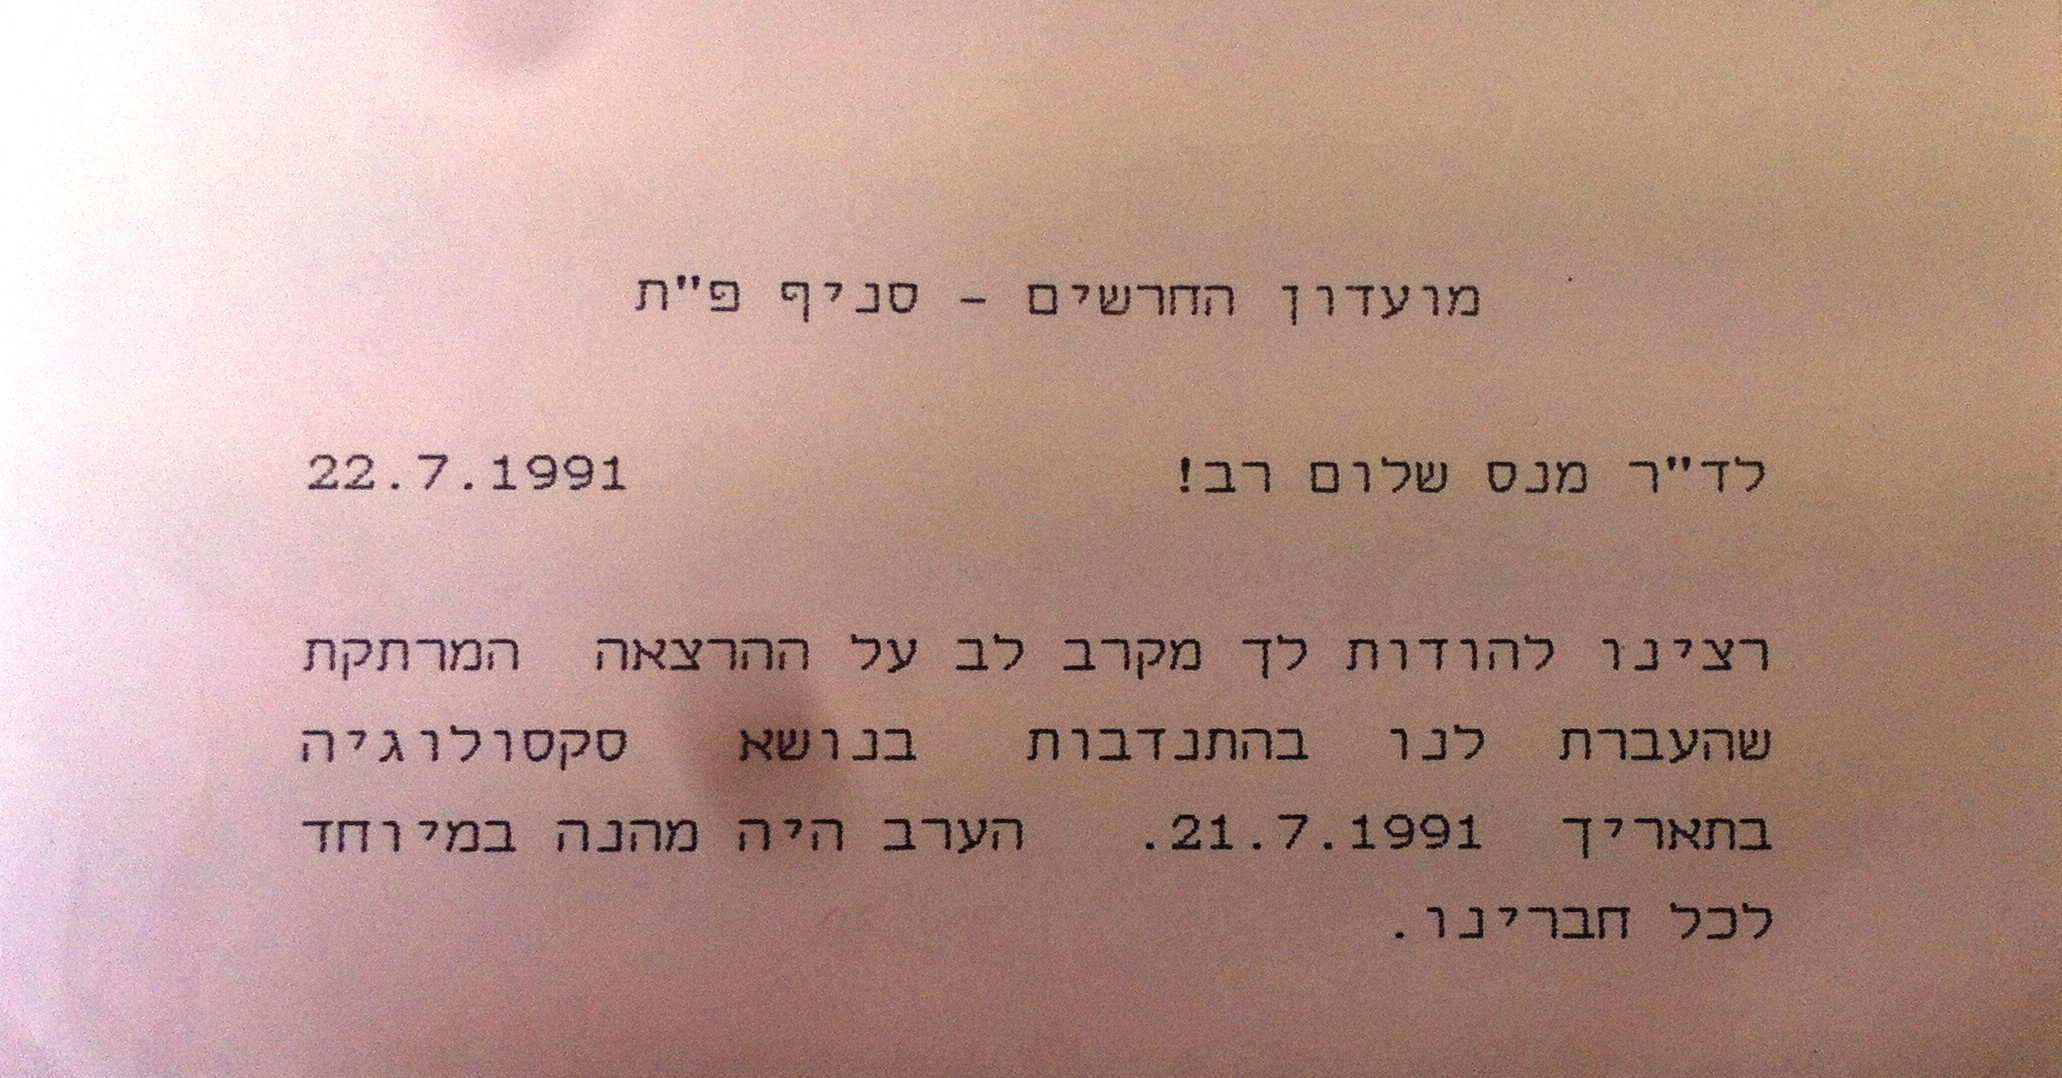 מועדון החרשים - סניף פ"ת
לד"ר מנס שלום רב! 22.7.1991
רצינו להודות לך מקרב לב על ההרצאה המרתקת
שהעברת לנו בהתנדבות בנושא סקסולוגיה
בתאריך 21.7.1991. הערב היה מהנה במיוחד
לכל חברינו.